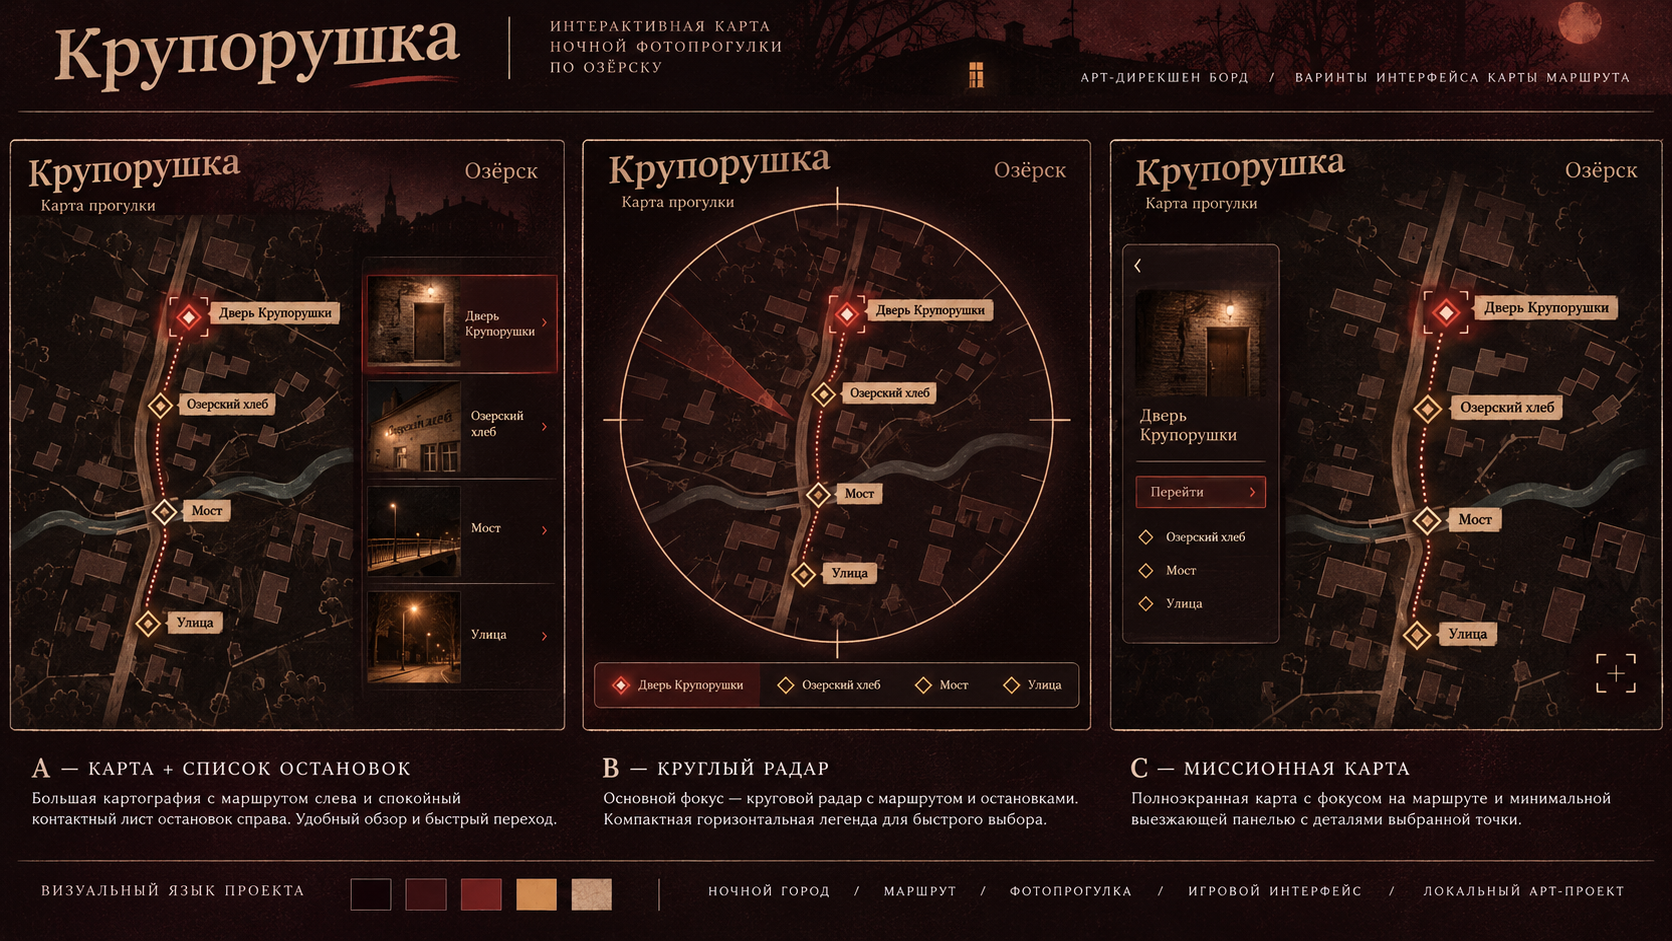 Крупорушка
ИНТЕРАКТИВНАЯ КАРТА
НОЧНОЙ ФОТОПРОГУЛКИ
ПО ОЗЁРСКУ
АРТ-ДИРЕКШЕН БОРД / ВАРИНТЫ ИНТЕРФЕЙСА КАРТЫ МАРШРУТА
Крупорушка
Озёрск
Карта прогулки
Дверь Крупорушки
Озерский хлеб
Мост
Улица
Дверь
Крупорушки
Озерский
хлеб
Мост
Улица
Крупорушка
Озёрск
Карта прогулки
Дверь Крупорушки
Озерский хлеб
Мост
Улица
Дверь Крупорушки
Озерский хлеб
Мост
Улица
Крупорушка
Озёрск
Карта прогулки
Дверь
Крупорушки
Перейти
Озерский хлеб
Мост
Улица
Дверь Крупорушки
Озерский хлеб
Мост
Улица
A — КАРТА + СПИСОК ОСТАНОВОК
Большая картография с маршрутом слева и спокойный
контактный лист остановок справа. Удобный обзор и быстрый переход.
B — КРУГЛЫЙ РАДАР
Основной фокус — круговой радар с маршрутом и остановками.
Компактная горизонтальная легенда для быстрого выбора.
C — МИССИОННАЯ КАРТА
Полноэкранная карта с фокусом на маршруте и минимальной
выезжающей панелью с деталями выбранной точки.
ВИЗУАЛЬНЫЙ ЯЗЫК ПРОЕКТА
НОЧНОЙ ГОРОД / МАРШРУТ / ФОТОПРОГУЛКА / ИГРОВОЙ ИНТЕРФЕЙС / ЛОКАЛЬНЫЙ АРТ-ПРОЕКТ